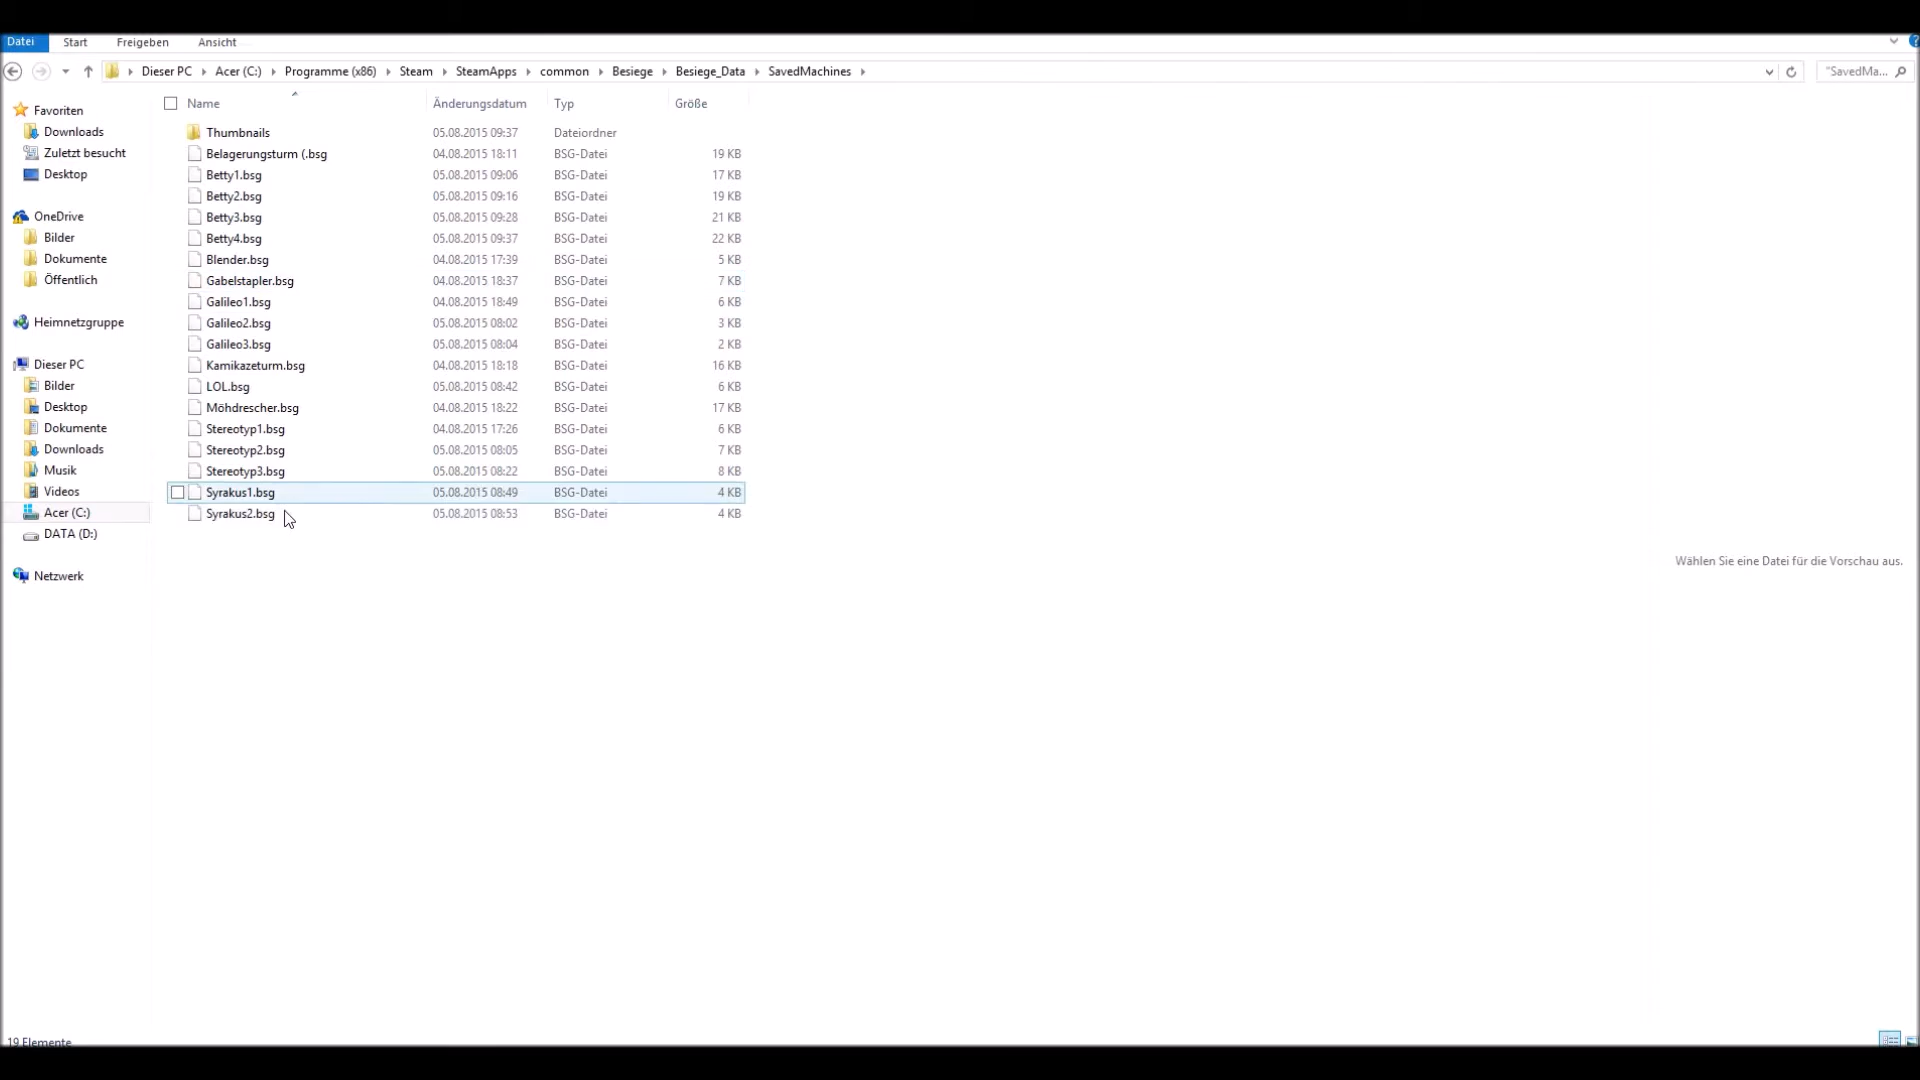 Datei Start Freigeben Ansicht
Dieser PC Acer (C:) Programme (x86) Steam SteamApps common Besiege Besiege_Data SavedMachines "SavedMa...
Favoriten
Downloads
Zuletzt besucht
Desktop
OneDrive
Bilder
Dokumente
Öffentlich
Heimnetzgruppe
Dieser PC
Bilder
Desktop
Dokumente
Downloads
Musik
Videos
Acer (C:)
DATA (D:)
Netzwerk
Name Änderungsdatum Typ Größe
Thumbnails 05.08.2015 09:37 Dateiordner
Belagerungsturm (.bsg 04.08.2015 18:11 BSG-Datei 19 KB
Betty1.bsg 05.08.2015 09:06 BSG-Datei 17 KB
Betty2.bsg 05.08.2015 09:16 BSG-Datei 19 KB
Betty3.bsg 05.08.2015 09:28 BSG-Datei 21 KB
Betty4.bsg 05.08.2015 09:37 BSG-Datei 22 KB
Blender.bsg 04.08.2015 17:39 BSG-Datei 5 KB
Gabelstapler.bsg 04.08.2015 18:37 BSG-Datei 7 KB
Galileo1.bsg 04.08.2015 18:49 BSG-Datei 6 KB
Galileo2.bsg 05.08.2015 08:02 BSG-Datei 3 KB
Galileo3.bsg 05.08.2015 08:04 BSG-Datei 2 KB
Kamikazeturm.bsg 04.08.2015 18:18 BSG-Datei 16 KB
LOL.bsg 05.08.2015 08:42 BSG-Datei 6 KB
Möhdrescher.bsg 04.08.2015 18:22 BSG-Datei 17 KB
Stereotyp1.bsg 04.08.2015 17:26 BSG-Datei 6 KB
Stereotyp2.bsg 05.08.2015 08:05 BSG-Datei 7 KB
Stereotyp3.bsg 05.08.2015 08:22 BSG-Datei 8 KB
Syrakus1.bsg 05.08.2015 08:49 BSG-Datei 4 KB
Syrakus2.bsg 05.08.2015 08:53 BSG-Datei 4 KB
Wählen Sie eine Datei für die Vorschau aus.
19 Elemente